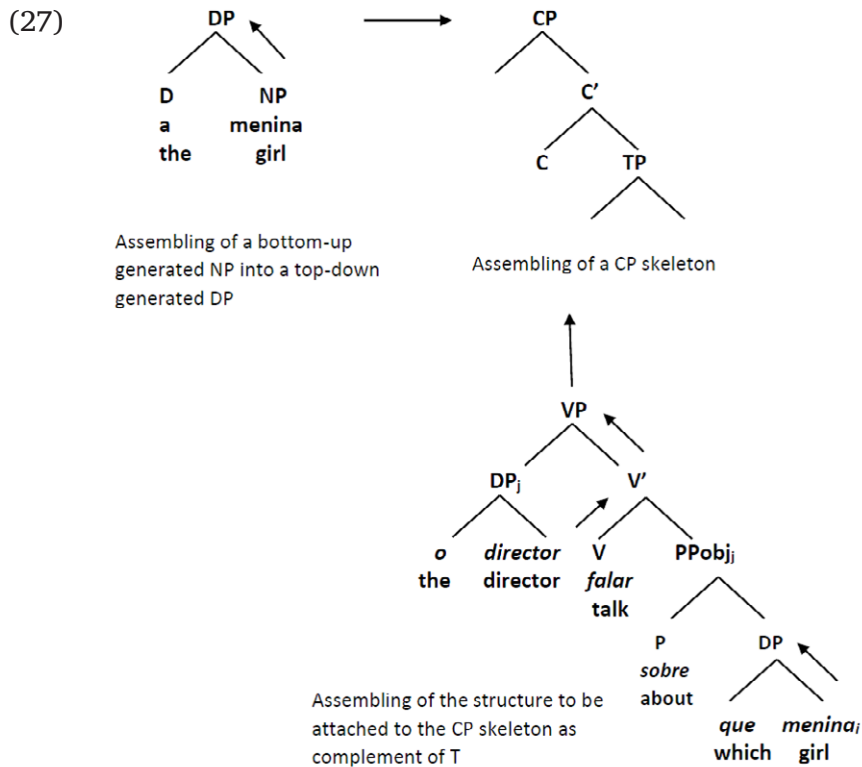 (27)
DP
CP
D
NP
C'
a
menina
the
girl
C
TP
Assembling of a bottom-up
generated NP into a top-down
generated DP
Assembling of a CP skeleton
VP
DPj
V'
o
director
V
PPobjj
the
director
falar
talk
P
DP
sobre
about
Assembling of the structure to be
attached to the CP skeleton as
complement of T
que
meninai
which
girl